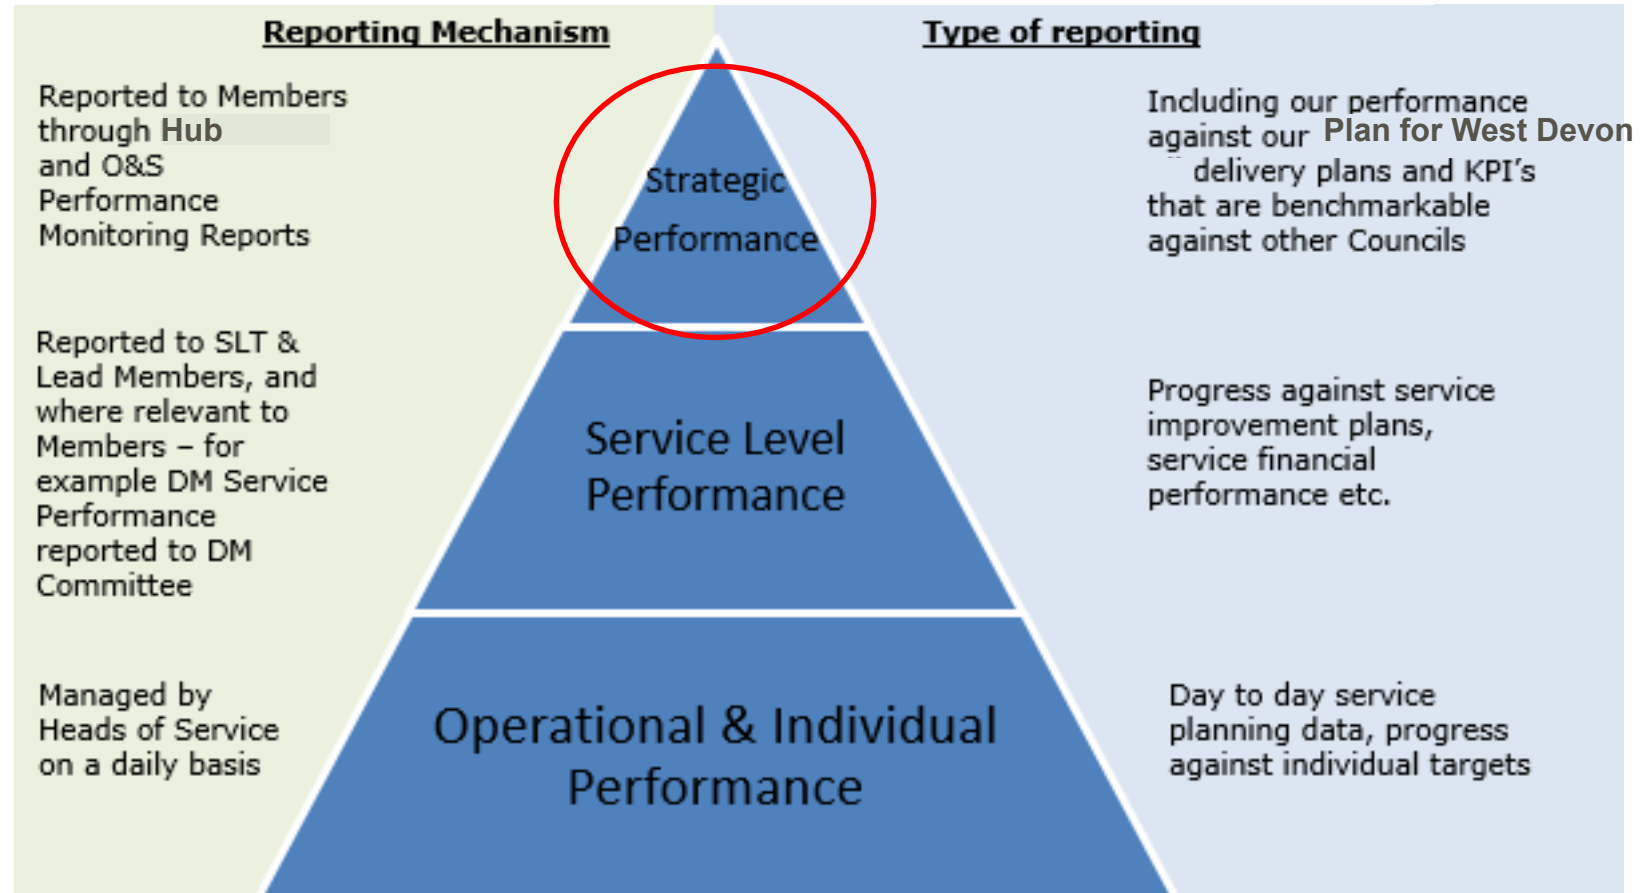 Reporting Mechanism
Reported to Members
through Hub
and O&S
Performance
Monitoring Reports
Reported to SLT &
Lead Members, and
where relevant to
Members – for
example DM Service
Performance
reported to DM
Committee
Managed by
Heads of Service
on a daily basis
Strategic
Performance
Service Level
Performance
Operational & Individual
Performance
Type of reporting
Including our performance
against our Plan for West Devon
delivery plans and KPI's
that are benchmarkable
against other Councils
Progress against service
improvement plans,
service financial
performance etc.
Day to day service
planning data, progress
against individual targets